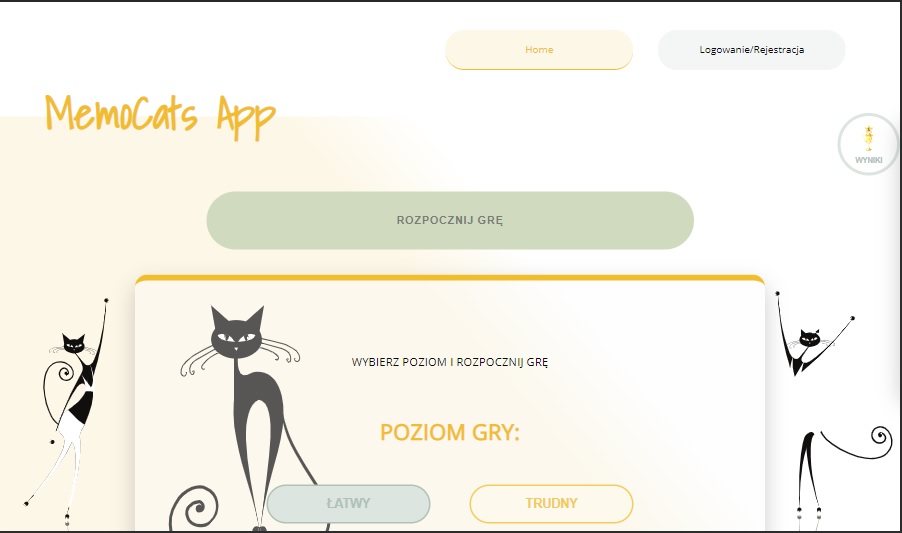 Home
Logowanie/Rejestracja
MemoCats App
WYNIKI
ROZPOCZNIJ GRĘ
WYBIERZ POZIOM I ROZPOCZNIJ GRĘ
POZIOM GRY:
ŁATWY
TRUDNY